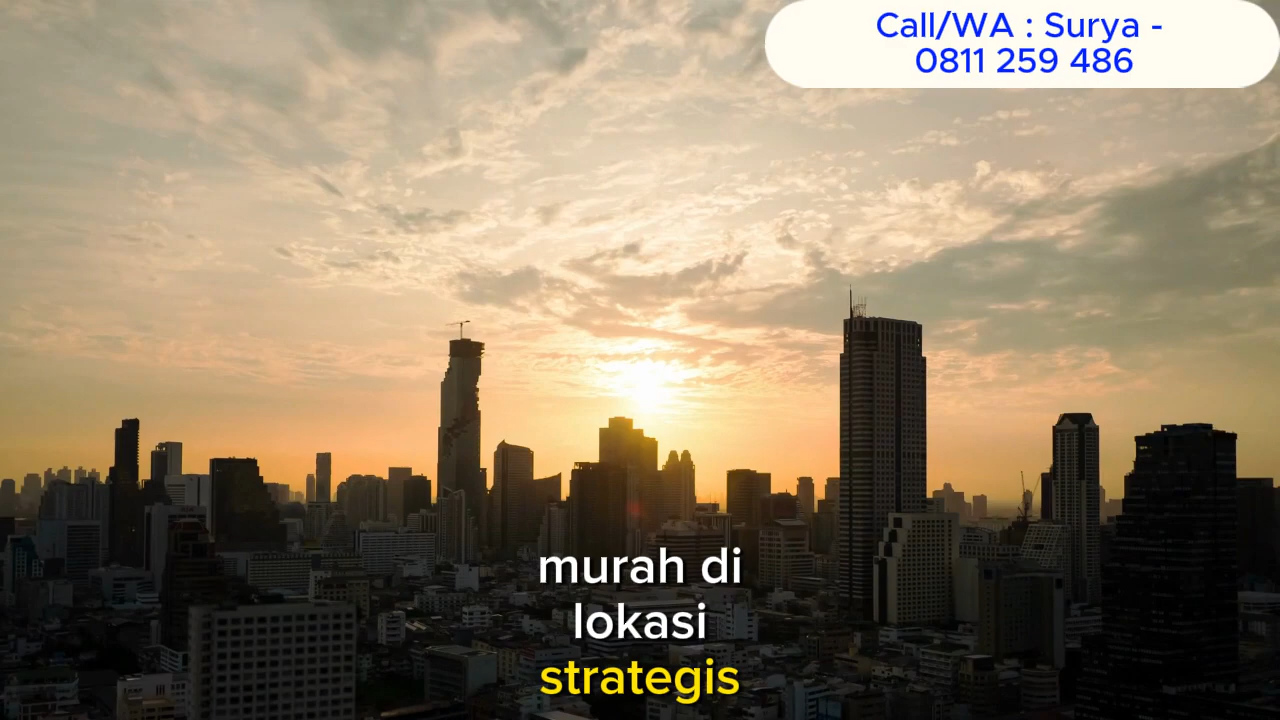 Call/WA : Surya -
0811 259 486
murah di
lokasi
strategis